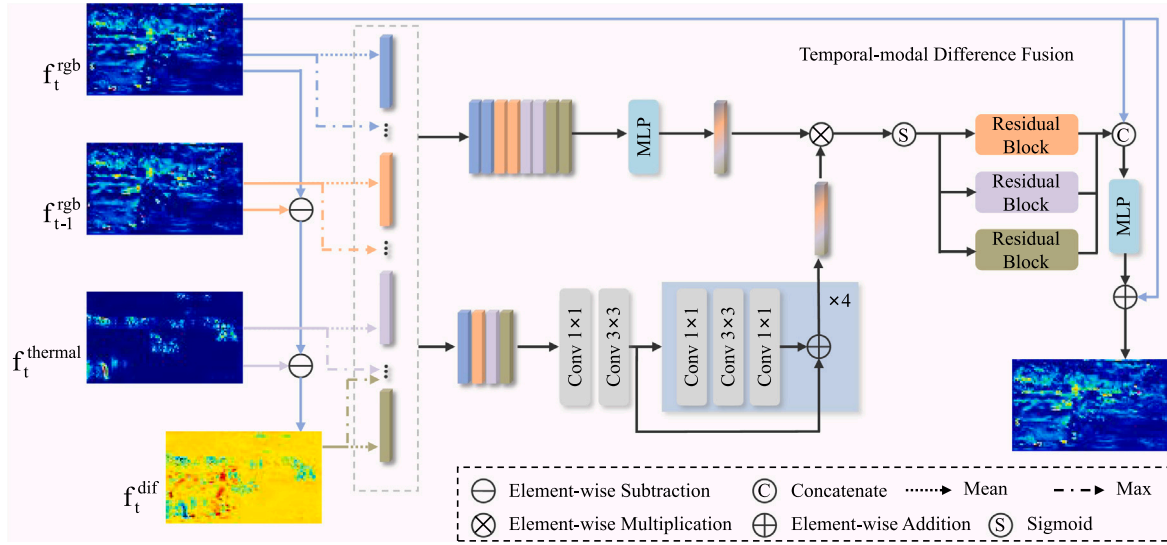 f_t^rgb
Temporal-modal Difference Fusion
MLP
S
Residual
Block
C
f_t-1^rgb
Residual
Block
MLP
Residual
Block
f_t^thermal
Conv 1×1
Conv 3×3
Conv 1×1
Conv 3×3
Conv 1×1
×4
f_t^dif
Element-wise Subtraction
C Concatenate
Mean
Max
Element-wise Multiplication
Element-wise Addition
S Sigmoid